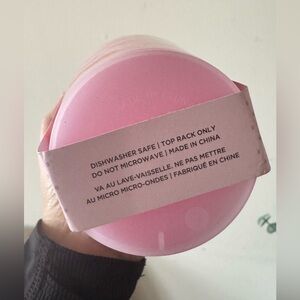 DISHWASHER SAFE | TOP RACK ONLY
DO NOT MICROWAVE | MADE IN CHINA
VA AU LAVE-VAISSELLE. NE PAS METTRE
AU MICRO MICRO-ONDES | FABRIQUÉ EN CHINE